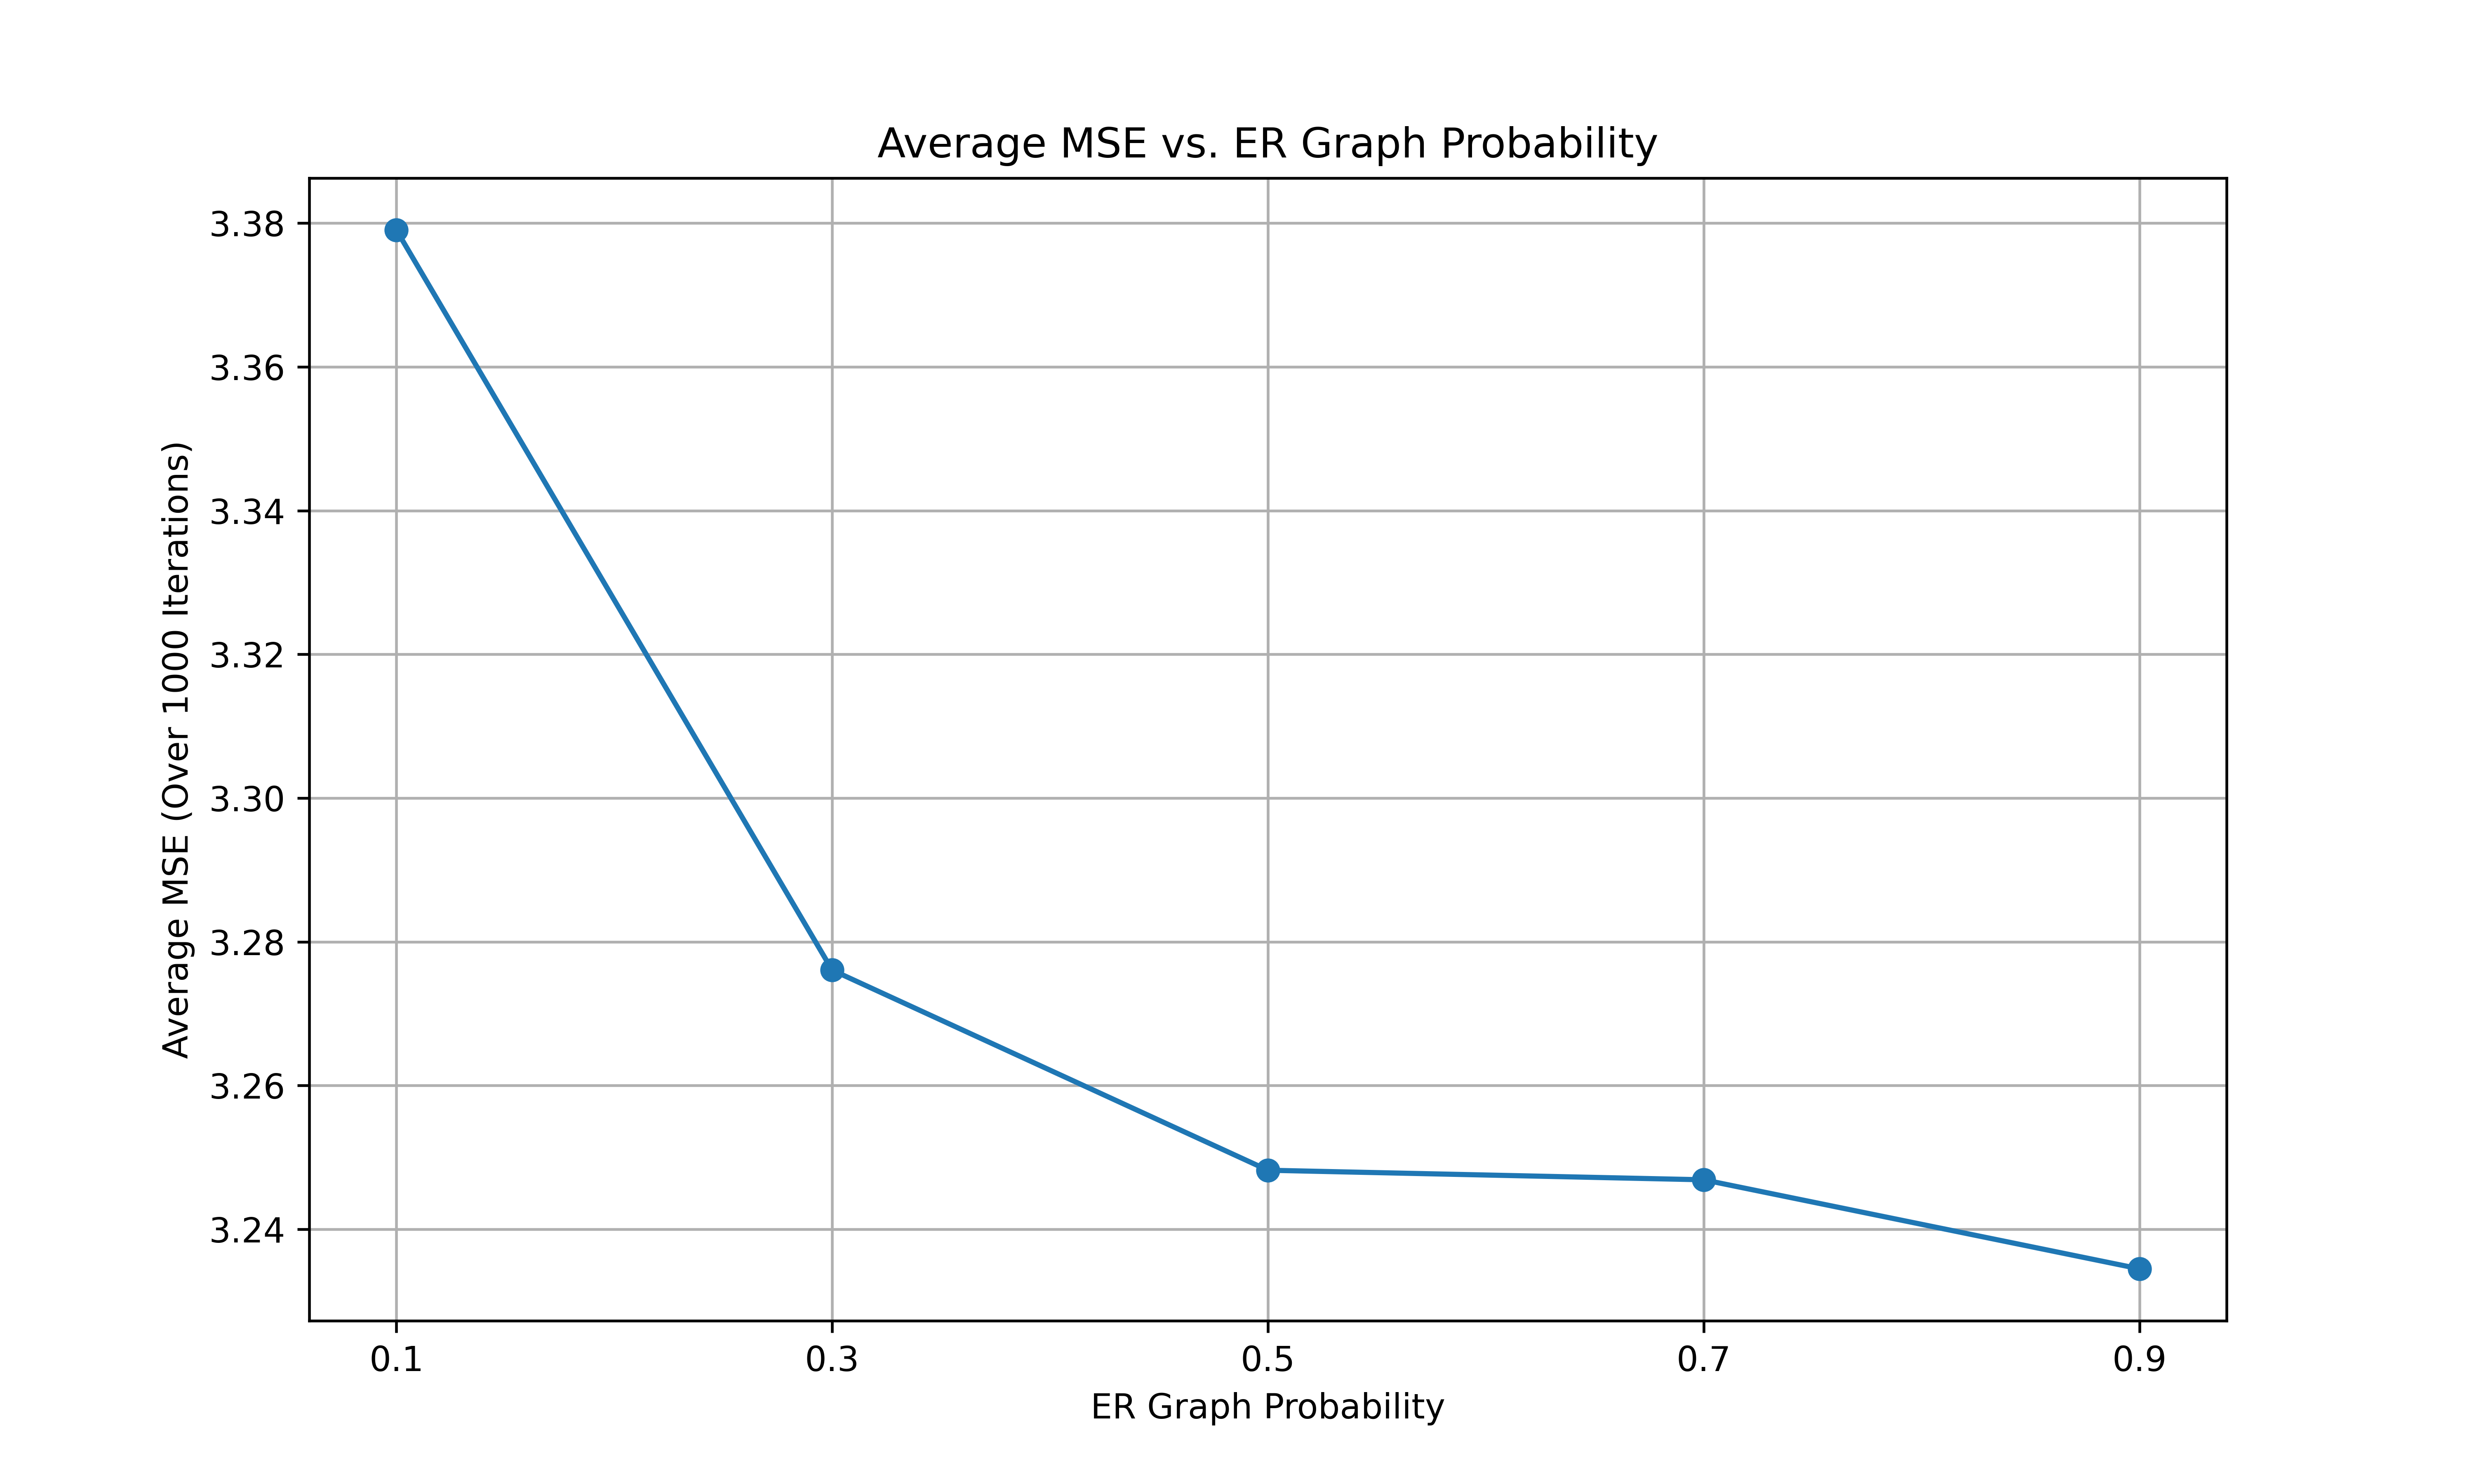 Average MSE vs. ER Graph Probability
Average MSE (Over 1000 Iterations)
3.38
3.36
3.34
3.32
3.30
3.28
3.26
3.24
0.1 0.3 0.5 0.7 0.9
ER Graph Probability